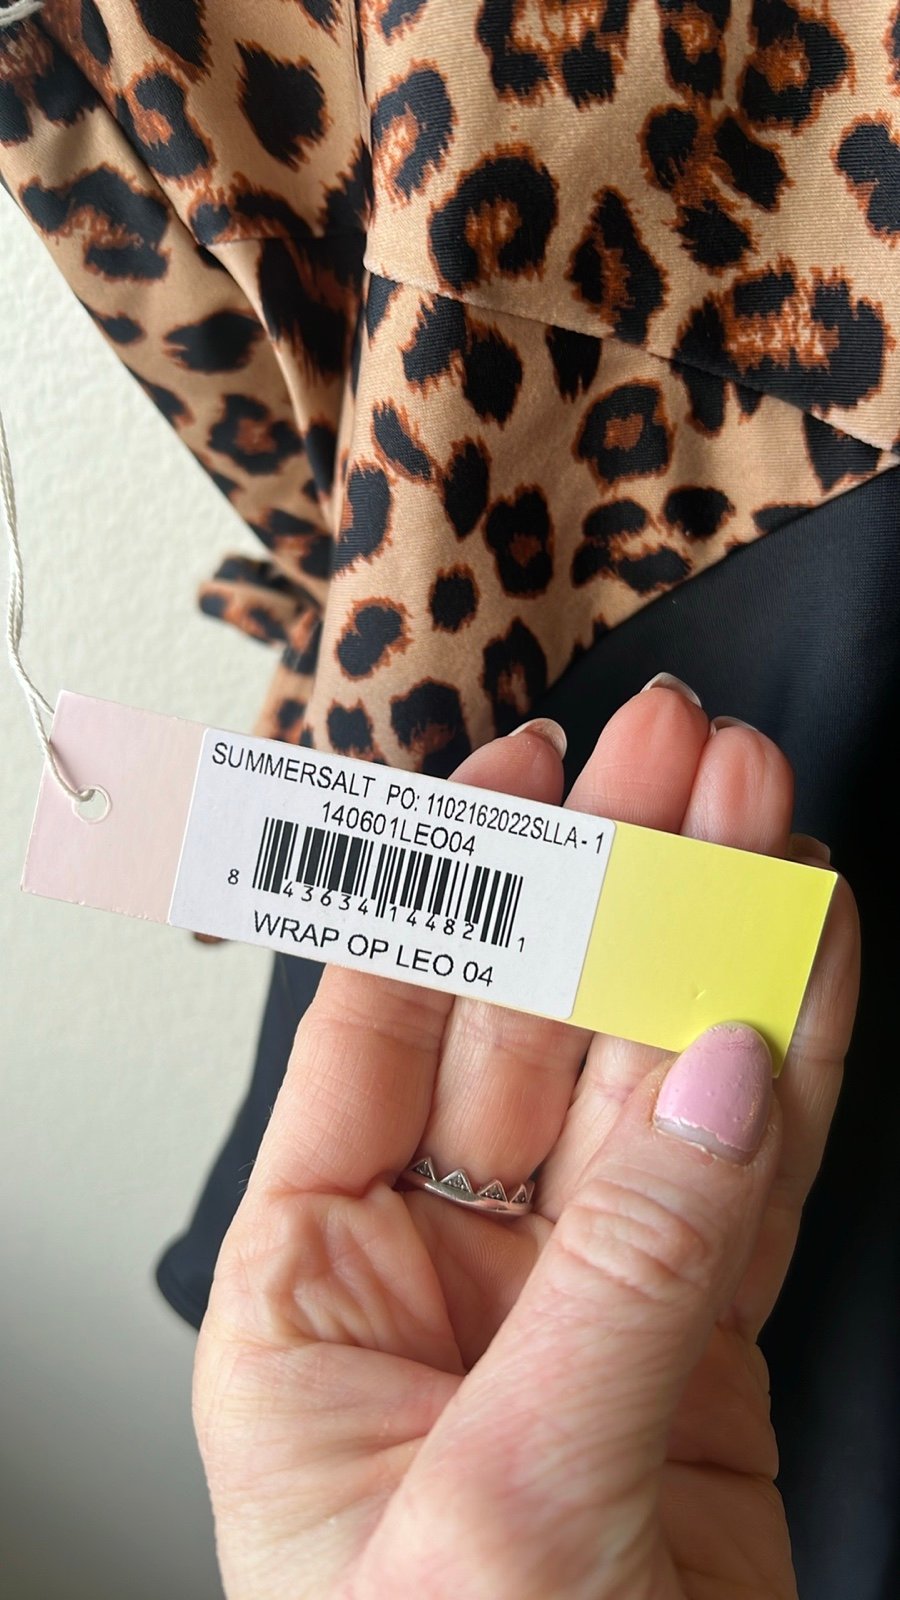 SUMMERSALT PO: 1102162022SLLA-1
140601LEO04
8 43634 14482 1
WRAP OP LEO 04